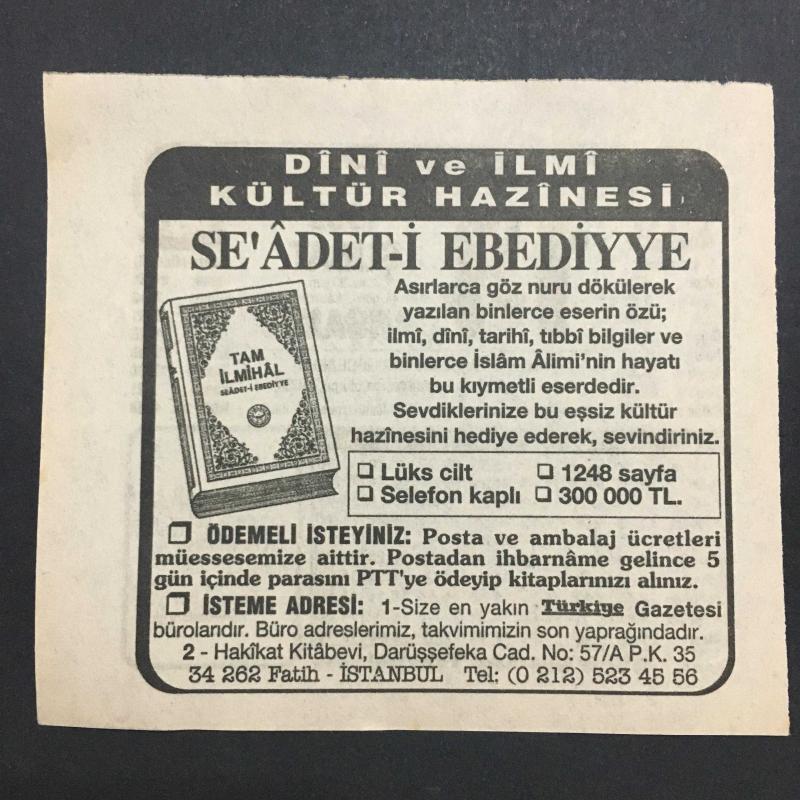 DÎNÎ ve İLMÎ
KÜLTÜR HAZÎNESİ
SE'ÂDET-İ EBEDİYYE
TAM
İLMİHÂL
SEÂDET-İ EBEDİYYE
Asırlarca göz nuru dökülerek
yazılan binlerce eserin özü;
ilmî, dînî, tarihî, tıbbî bilgiler ve
binlerce İslâm Âlimi'nin hayatı
bu kıymetli eserdedir.
Sevdiklerinize bu eşsiz kültür
hazînesini hediye ederek, sevindiriniz.
❑ Lüks cilt ❑ 1248 sayfa
❑ Selefon kaplı ❑ 300 000 TL.
❑ ÖDEMELİ İSTEYİNİZ: Posta ve ambalaj ücretleri
müessesemize aittir. Postadan ihbarnâme gelince 5
gün içinde parasını PTT'ye ödeyip kitaplarınızı alınız.
❑ İSTEME ADRESİ: 1-Size en yakın Türkiye Gazetesi
bürolarıdır. Büro adreslerimiz, takvimimizin son yaprağındadır.
2 - Hakîkat Kitâbevi, Darüşşefeka Cad. No: 57/A P.K. 35
34 262 Fatih - İSTANBUL Tel: (0 212) 523 45 56